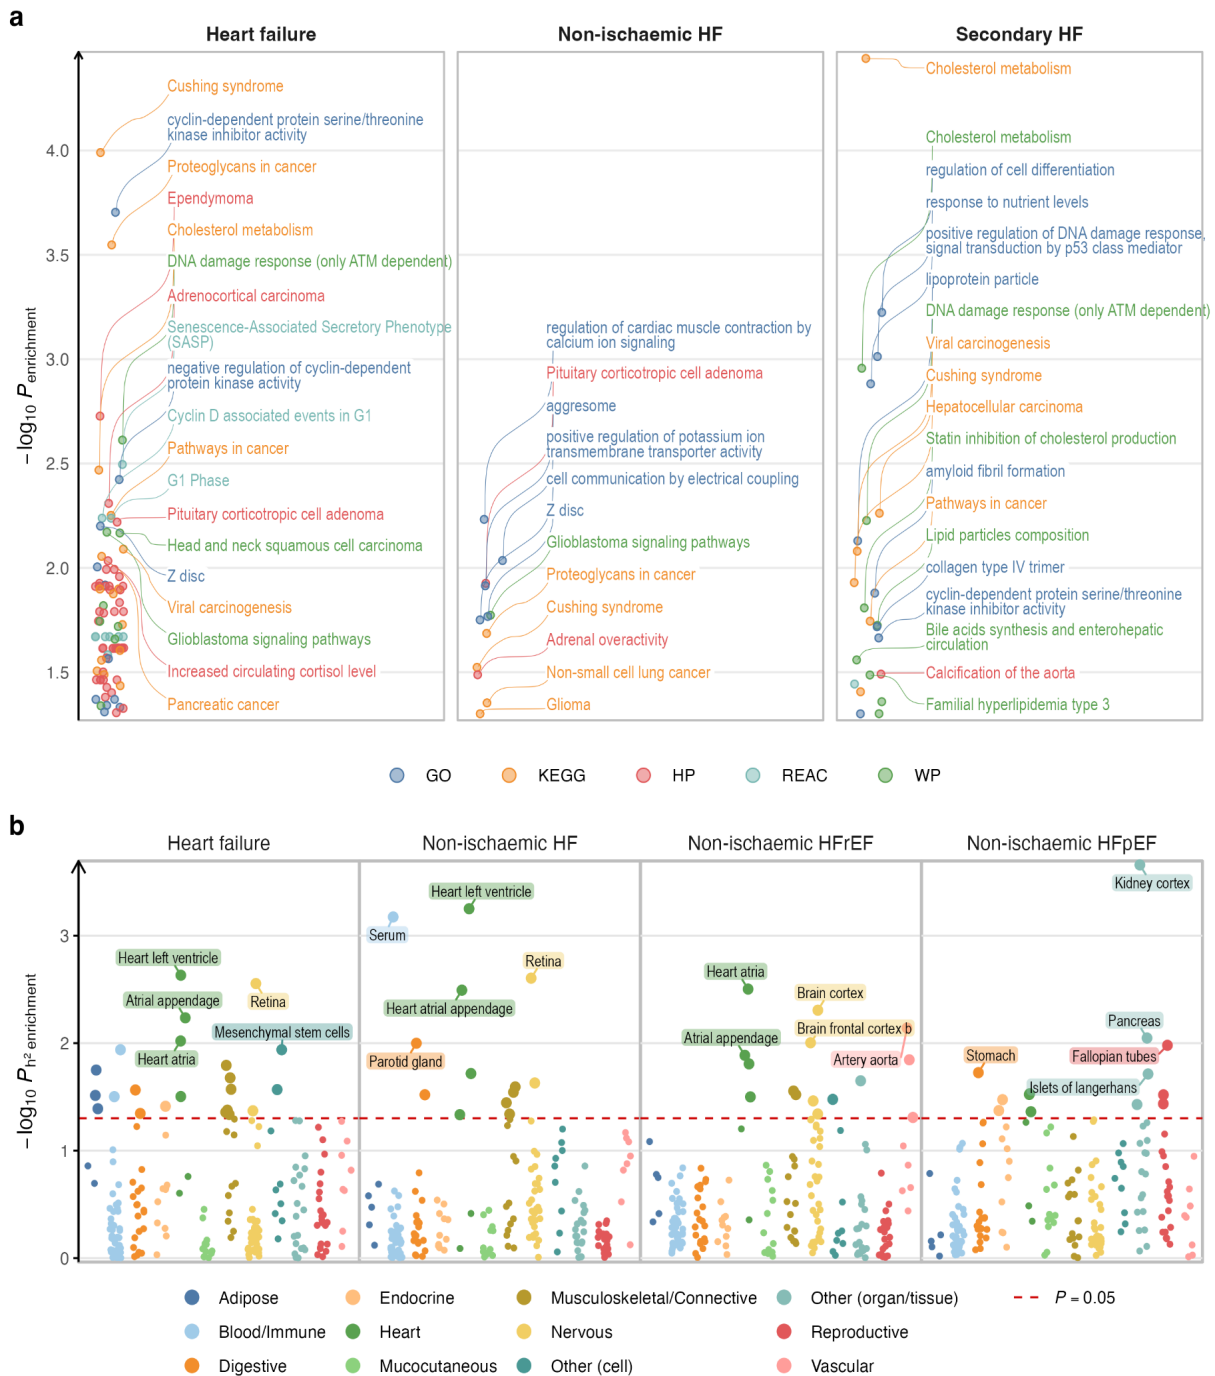 a
Heart failure
Non-ischaemic HF
Secondary HF
− log10 Penrichment
4.0
3.5
3.0
2.5
2.0
1.5
Cushing syndrome
cyclin-dependent protein serine/threonine
kinase inhibitor activity
Proteoglycans in cancer
Ependymoma
Cholesterol metabolism
DNA damage response (only ATM dependent)
Adrenocortical carcinoma
Senescence-Associated Secretory Phenotype
(SASP)
negative regulation of cyclin-dependent
protein kinase activity
Cyclin D associated events in G1
Pathways in cancer
G1 Phase
Pituitary corticotropic cell adenoma
Head and neck squamous cell carcinoma
Z disc
Viral carcinogenesis
Glioblastoma signaling pathways
Increased circulating cortisol level
Pancreatic cancer
regulation of cardiac muscle contraction by
calcium ion signaling
Pituitary corticotropic cell adenoma
aggresome
positive regulation of potassium ion
transmembrane transporter activity
cell communication by electrical coupling
Z disc
Glioblastoma signaling pathways
Proteoglycans in cancer
Cushing syndrome
Adrenal overactivity
Non-small cell lung cancer
Glioma
Cholesterol metabolism
Cholesterol metabolism
regulation of cell differentiation
response to nutrient levels
positive regulation of DNA damage response,
signal transduction by p53 class mediator
lipoprotein particle
DNA damage response (only ATM dependent)
Viral carcinogenesis
Cushing syndrome
Hepatocellular carcinoma
Statin inhibition of cholesterol production
amyloid fibril formation
Pathways in cancer
Lipid particles composition
collagen type IV trimer
cyclin-dependent protein serine/threonine
kinase inhibitor activity
Bile acids synthesis and enterohepatic
circulation
Calcification of the aorta
Familial hyperlipidemia type 3
GO
KEGG
HP
REAC
WP
b
Heart failure
Non-ischaemic HF
Non-ischaemic HFrEF
Non-ischaemic HFpEF
− log10 Ph2 enrichment
3
2
1
0
Heart left ventricle
Atrial appendage
Heart atria
Retina
Mesenchymal stem cells
Heart left ventricle
Serum
Retina
Heart atrial appendage
Parotid gland
Heart atria
Brain cortex
Brain frontal cortex b
Atrial appendage
Artery aorta
Kidney cortex
Pancreas
Stomach
Fallopian tubes
Islets of langerhans
Adipose
Endocrine
Musculoskeletal/Connective
Other (organ/tissue)
P = 0.05
Blood/Immune
Heart
Nervous
Reproductive
Digestive
Mucocutaneous
Other (cell)
Vascular